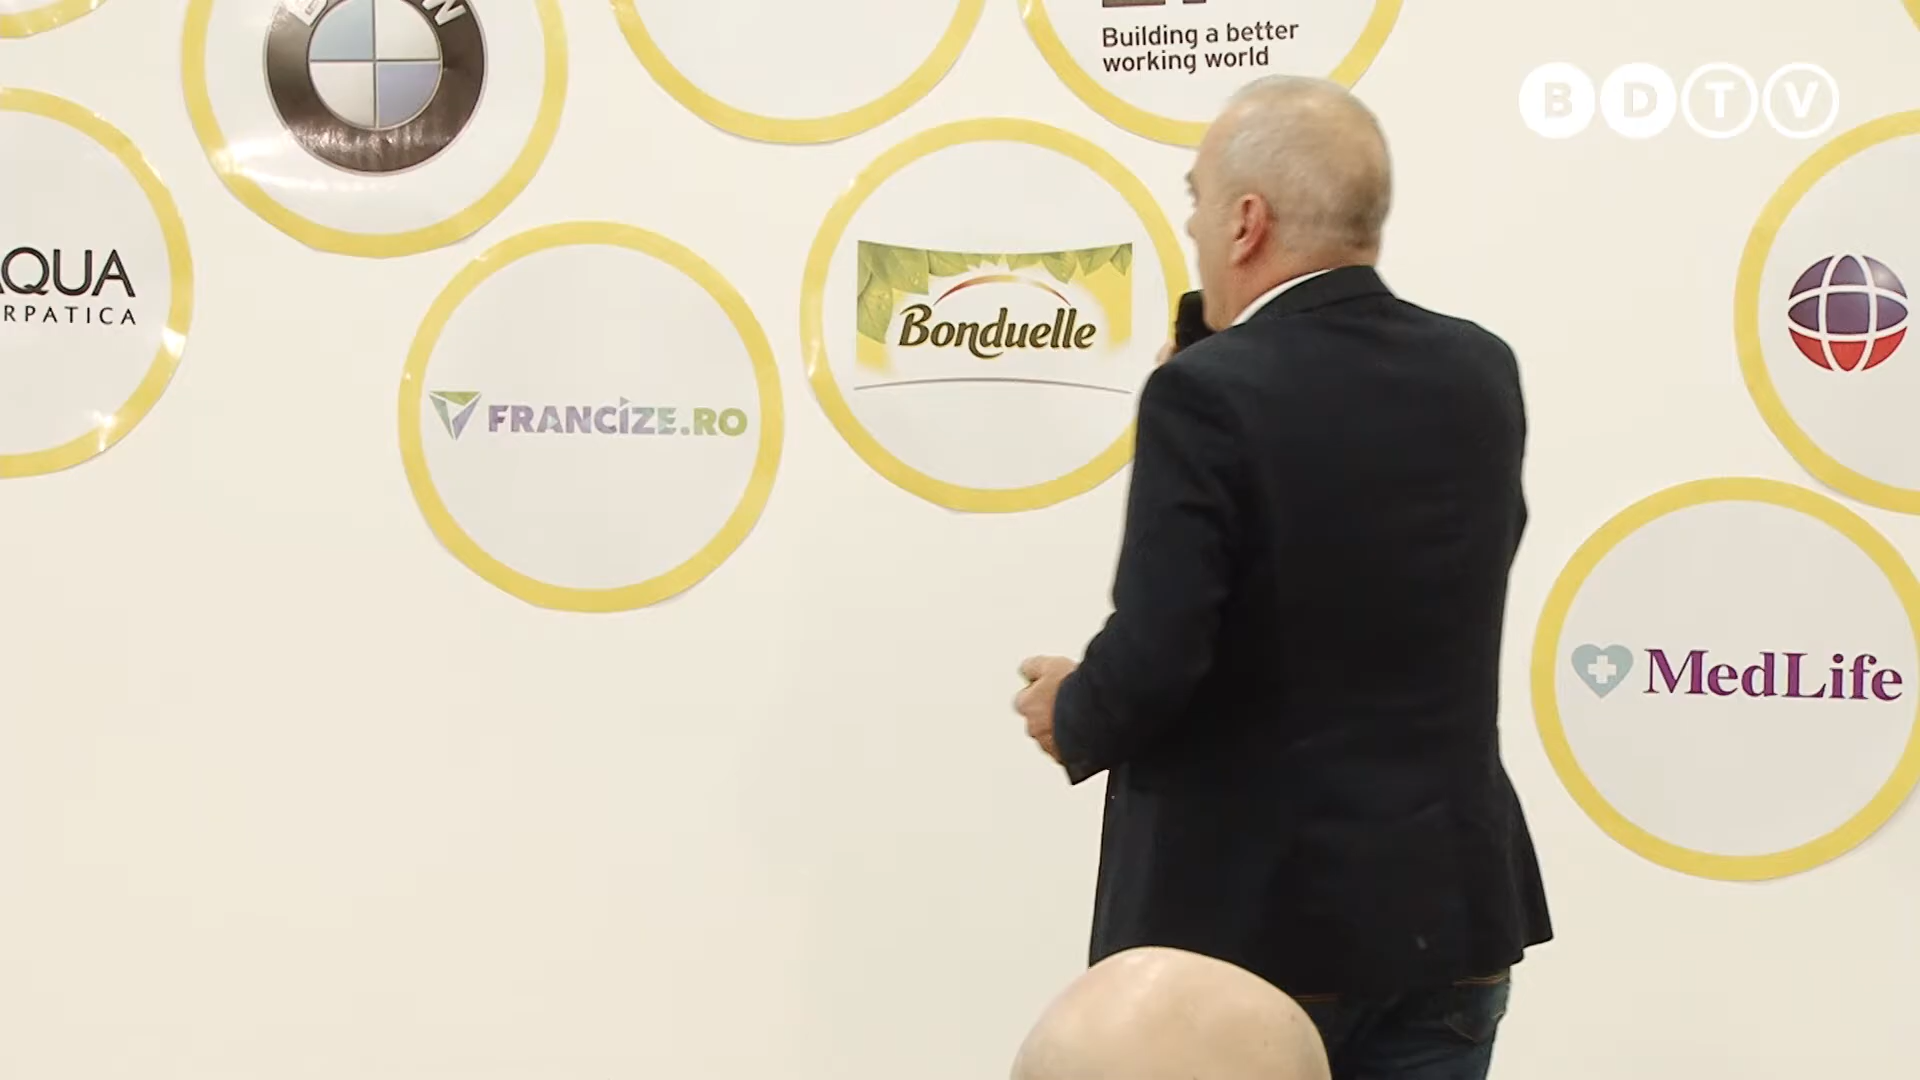 Building a better
working world
BDTV
QUA
RPATICA
Bonduelle
FRANCIZE.RO
MedLife